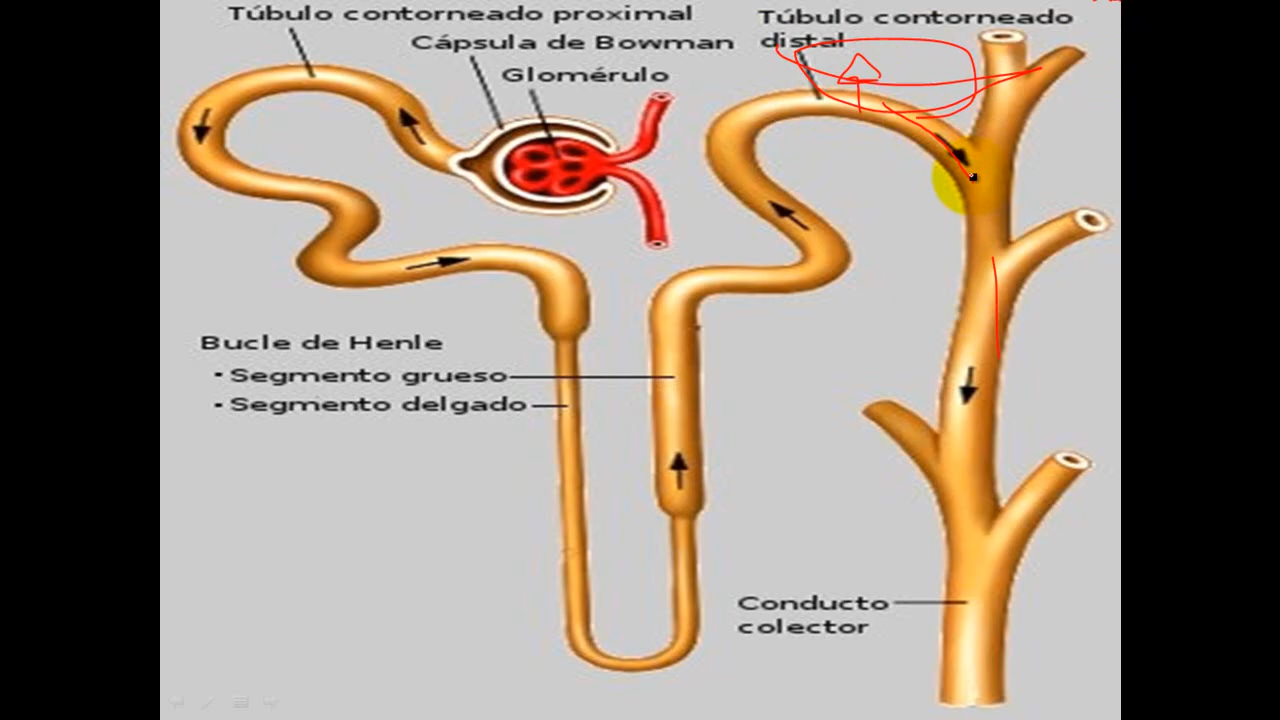 Túbulo contorneado proximal
Túbulo contorneado
distal
Cápsula de Bowman
Glomérulo
Bucle de Henle
• Segmento grueso
• Segmento delgado
Conducto
colector